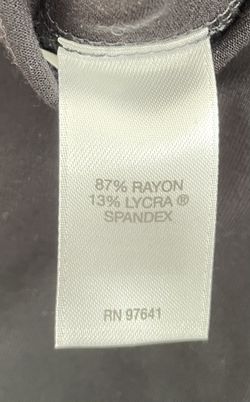 87% RAYON
13% LYCRA ®
SPANDEX
RN 97641